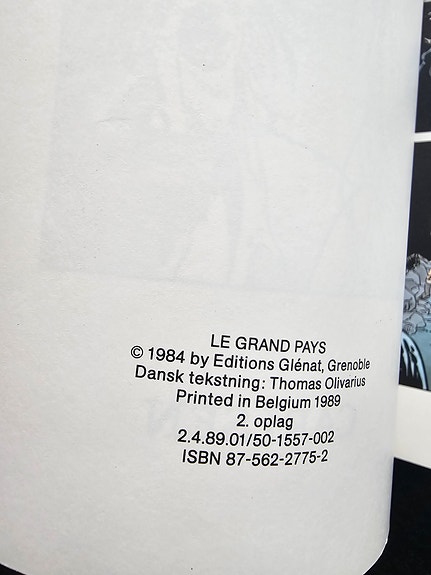 LE GRAND PAYS
© 1984 by Editions Glénat, Grenoble
Dansk tekstning: Thomas Olivarius
Printed in Belgium 1989
2. oplag
2.4.89.01/50-1557-002
ISBN 87-562-2775-2